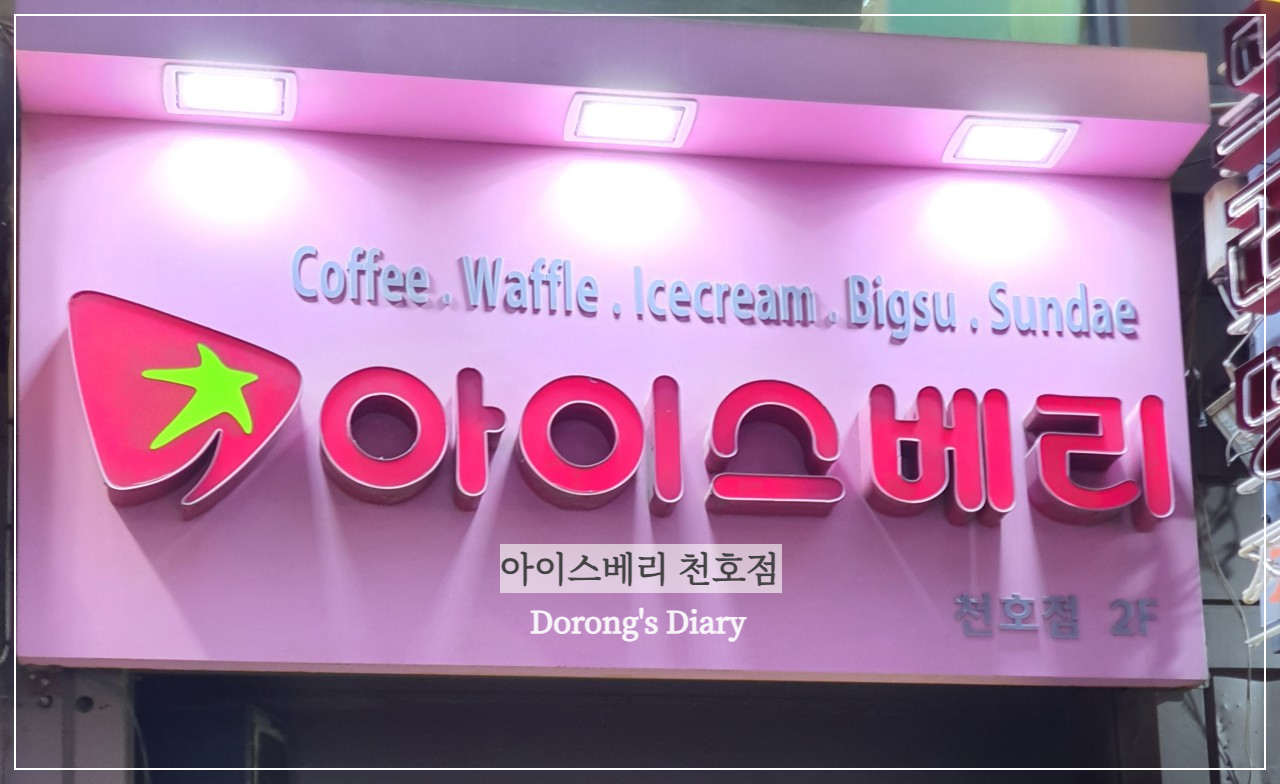 Coffee . Waffle . Icecream . Bigsu . Sundae
아이스베리
아이스베리 천호점
Dorong's Diary
천호점 2F